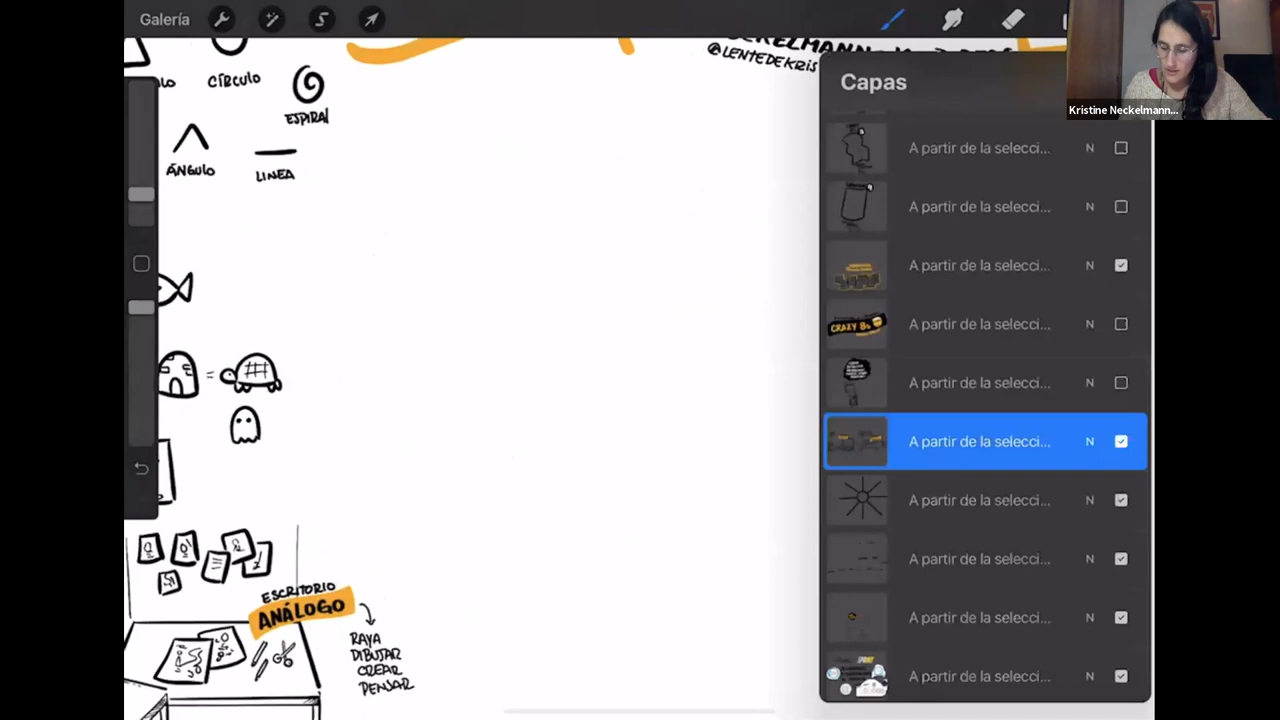 Galería
@LENTEDEKRIS
CÍRCULO
ESPIRAL
ÁNGULO
LINEA
=
ESCRITORIO
ANÁLOGO
RAYA
DIBUJAR
CREAR
PENSAR
Capas
A partir de la selecci... N
A partir de la selecci... N
A partir de la selecci... N
CRAZY 8s
A partir de la selecci... N
A partir de la selecci... N
A partir de la selecci... N
A partir de la selecci... N
A partir de la selecci... N
A partir de la selecci... N
A partir de la selecci... N
Kristine Neckelmann...